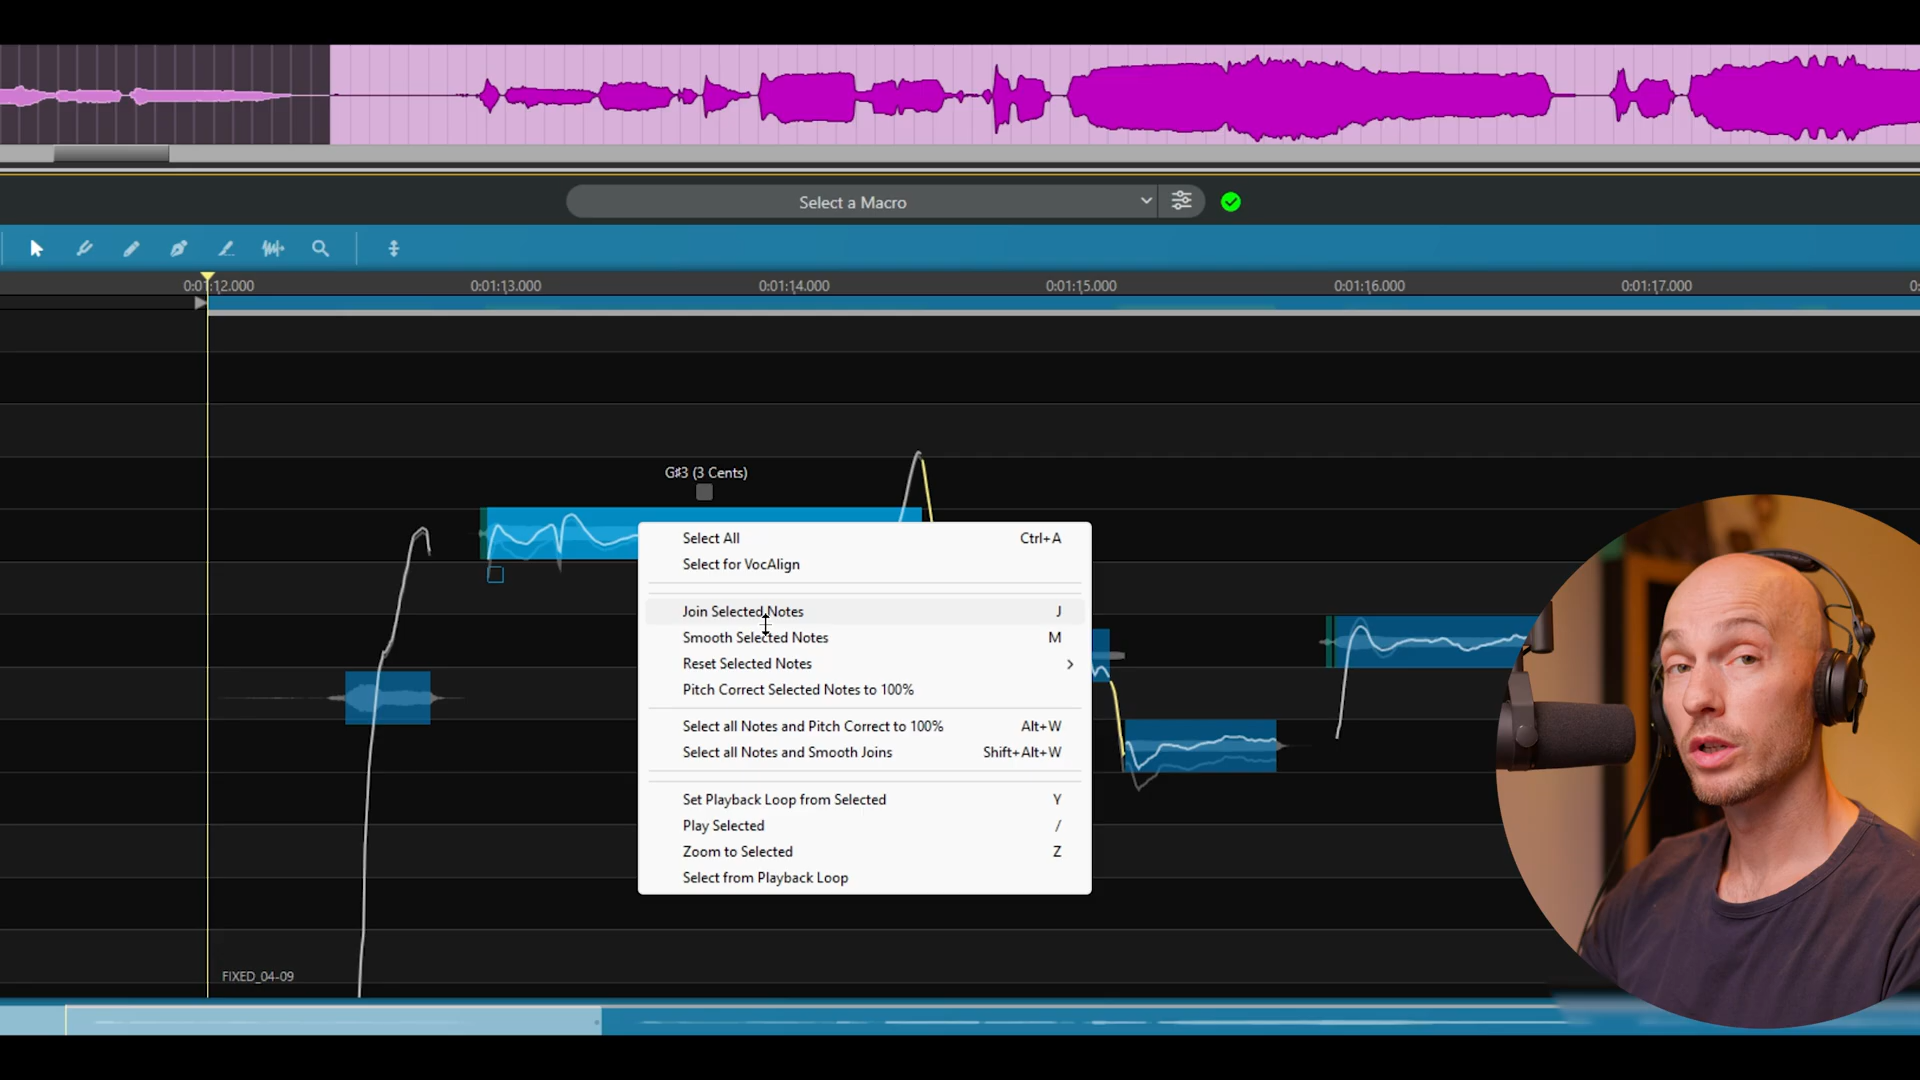 Select a Macro
0:01:12.000
0:01:13.000
0:01:14.000
0:01:15.000
0:01:16.000
0:01:17.000
G♯3 (3 Cents)
Select All Ctrl+A
Select for VocAlign
Join Selected Notes J
Smooth Selected Notes M
Reset Selected Notes
Pitch Correct Selected Notes to 100%
Select all Notes and Pitch Correct to 100% Alt+W
Select all Notes and Smooth Joins Shift+Alt+W
Set Playback Loop from Selected Y
Play Selected /
Zoom to Selected Z
Select from Playback Loop
FIXED_04-09